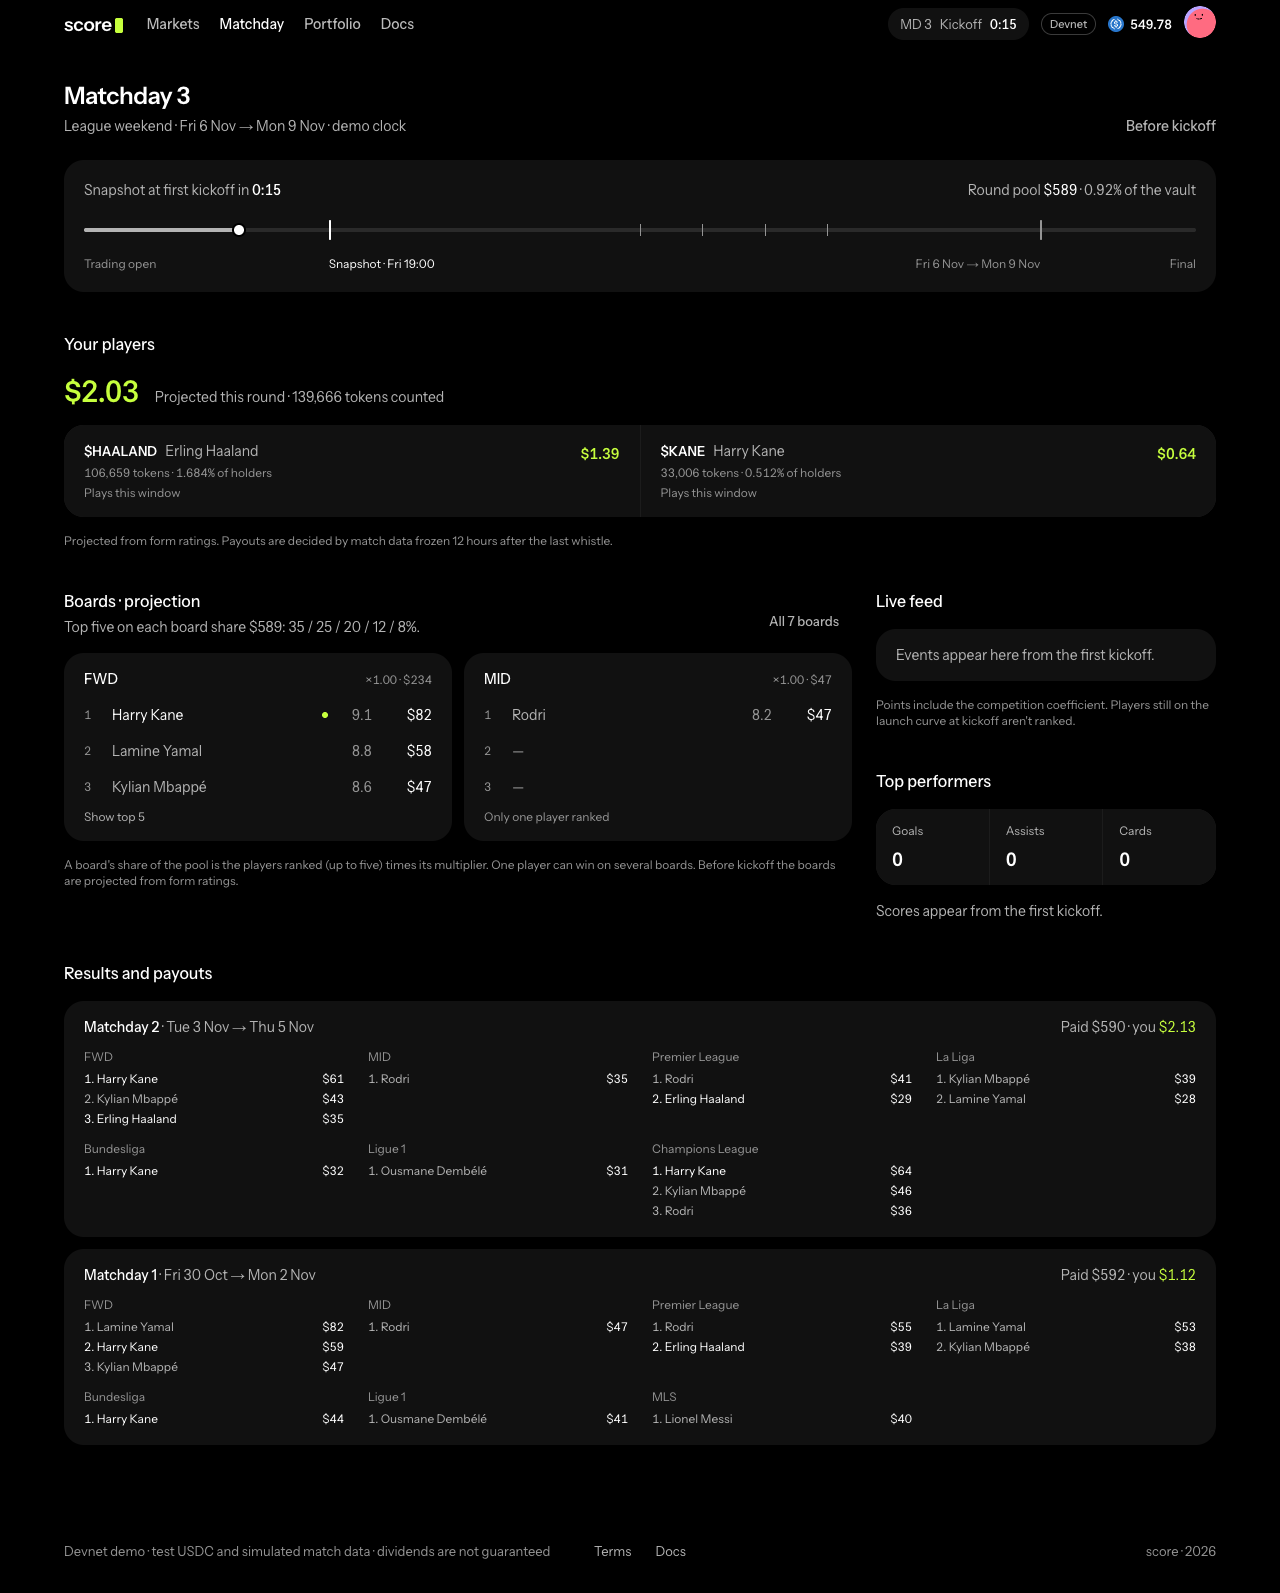 score
Markets Matchday Portfolio Docs
MD 3 Kickoff 0:15
Devnet
549.78
Matchday 3
League weekend · Fri 6 Nov → Mon 9 Nov · demo clock
Before kickoff
Snapshot at first kickoff in 0:15
Round pool $589 · 0.92% of the vault
Trading open
Snapshot · Fri 19:00
Fri 6 Nov → Mon 9 Nov
Final
Your players
$2.03 Projected this round · 139,666 tokens counted
$HAALAND Erling Haaland $1.39
106,659 tokens · 1.684% of holders
Plays this window
$KANE Harry Kane $0.64
33,006 tokens · 0.512% of holders
Plays this window
Projected from form ratings. Payouts are decided by match data frozen 12 hours after the last whistle.
Boards · projection
Top five on each board share $589: 35 / 25 / 20 / 12 / 8%.
All 7 boards
FWD ×1.00 · $234
1 Harry Kane 9.1 $82
2 Lamine Yamal 8.8 $58
3 Kylian Mbappé 8.6 $47
Show top 5
MID ×1.00 · $47
1 Rodri 8.2 $47
2 —
3 —
Only one player ranked
A board's share of the pool is the players ranked (up to five) times its multiplier. One player can win on several boards. Before kickoff the boards
are projected from form ratings.
Live feed
Events appear here from the first kickoff.
Points include the competition coefficient. Players still on the
launch curve at kickoff aren't ranked.
Top performers
Goals Assists Cards
0 0 0
Scores appear from the first kickoff.
Results and payouts
Matchday 2 · Tue 3 Nov → Thu 5 Nov
Paid $590 · you $2.13
FWD
1. Harry Kane $61
2. Kylian Mbappé $43
3. Erling Haaland $35
MID
1. Rodri $35
Premier League
1. Rodri $41
2. Erling Haaland $29
La Liga
1. Kylian Mbappé $39
2. Lamine Yamal $28
Bundesliga
1. Harry Kane $32
Ligue 1
1. Ousmane Dembélé $31
Champions League
1. Harry Kane $64
2. Kylian Mbappé $46
3. Rodri $36
Matchday 1 · Fri 30 Oct → Mon 2 Nov
Paid $592 · you $1.12
FWD
1. Lamine Yamal $82
2. Harry Kane $59
3. Kylian Mbappé $47
MID
1. Rodri $47
Premier League
1. Rodri $55
2. Erling Haaland $39
La Liga
1. Lamine Yamal $53
2. Kylian Mbappé $38
Bundesliga
1. Harry Kane $44
Ligue 1
1. Ousmane Dembélé $41
MLS
1. Lionel Messi $40
Devnet demo · test USDC and simulated match data · dividends are not guaranteed
Terms Docs
score · 2026